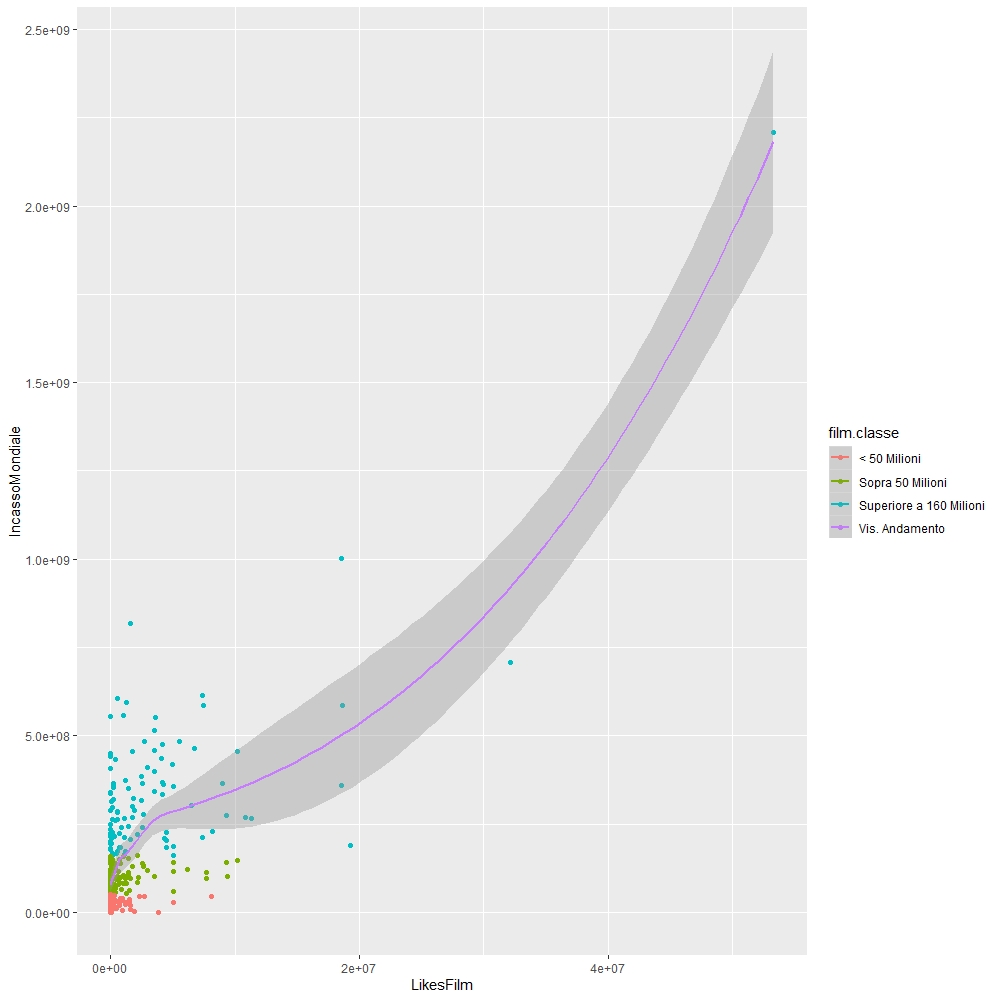 2.5e+09
2.0e+09
1.5e+09
1.0e+09
5.0e+08
0.0e+00
IncassoMondiale
0e+00 2e+07 4e+07
LikesFilm
film.classe
< 50 Milioni
Sopra 50 Milioni
Superiore a 160 Milioni
Vis. Andamento